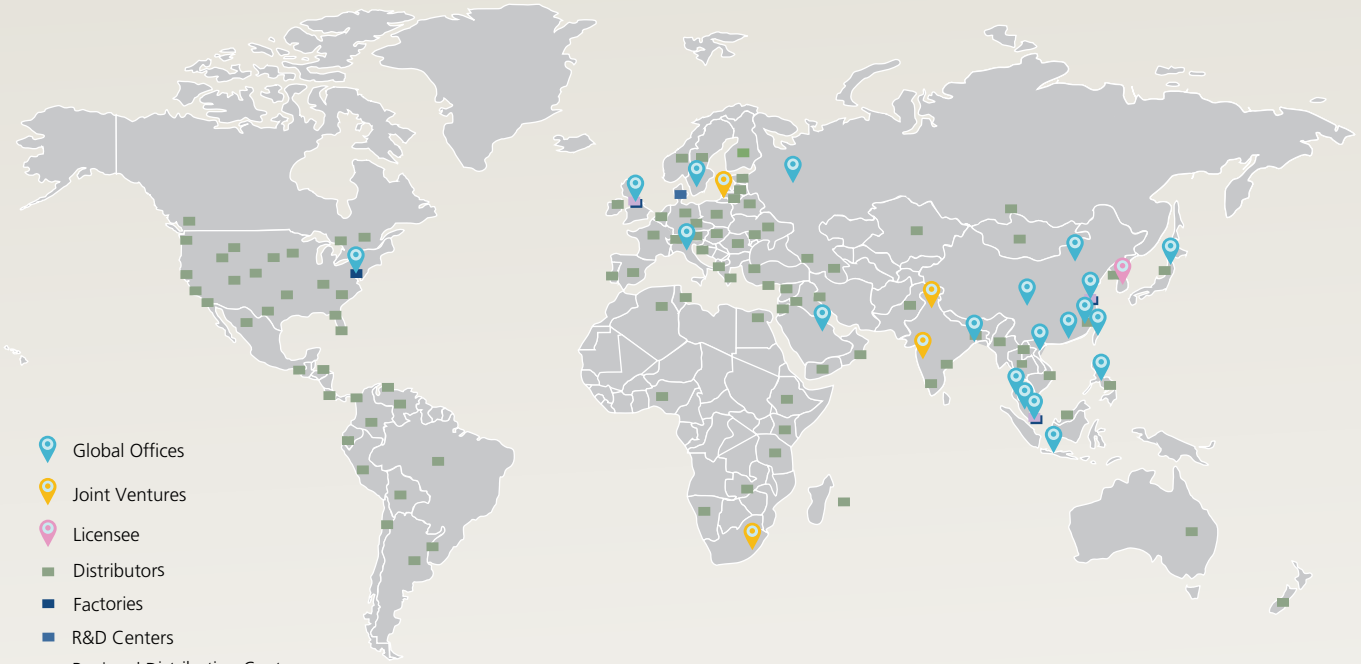 Global Offices
Joint Ventures
Licensee
Distributors
Factories
R&D Centers